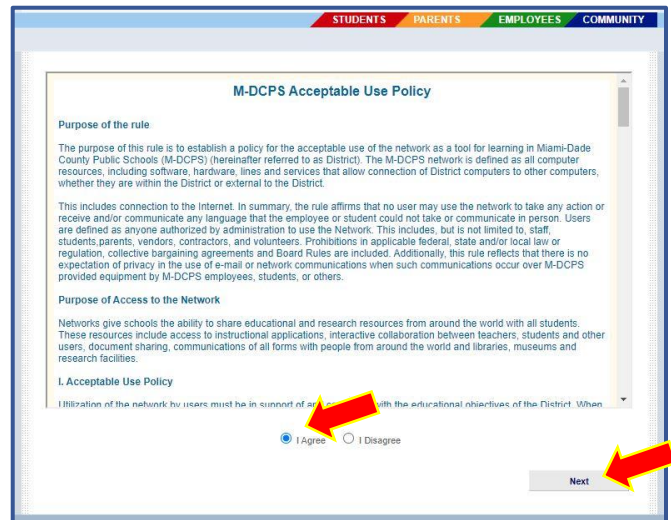 STUDENTS PARENTS EMPLOYEES COMMUNITY
M-DCPS Acceptable Use Policy
Purpose of the rule
The purpose of this rule is to establish a policy for the acceptable use of the network as a tool for learning in Miami-Dade
County Public Schools (M-DCPS) (hereinafter referred to as District). The M-DCPS network is defined as all computer
resources, including software, hardware, lines and services that allow connection of District computers to other computers,
whether they are within the District or external to the District.
This includes connection to the Internet. In summary, the rule affirms that no user may use the network to take any action or
receive and/or communicate any language that the employee or student could not take or communicate in person. Users
are defined as anyone authorized by administration to use the Network. This includes, but is not limited to, staff,
students,parents, vendors, contractors, and volunteers. Prohibitions in applicable federal, state and/or local law or
regulation, collective bargaining agreements and Board Rules are included. Additionally, this rule reflects that there is no
expectation of privacy in the use of e-mail or network communications when such communications occur over M-DCPS
provided equipment by M-DCPS employees, students, or others.
Purpose of Access to the Network
Networks give schools the ability to share educational and research resources from around the world with all students.
These resources include access to instructional applications, interactive collaboration between teachers, students and other
users, document sharing, communications of all forms with people from around the world and libraries, museums and
research facilities.
I. Acceptable Use Policy
Utilization of the network by users must be in support of and with the educational objectives of the District. When
I Agree I Disagree
Next